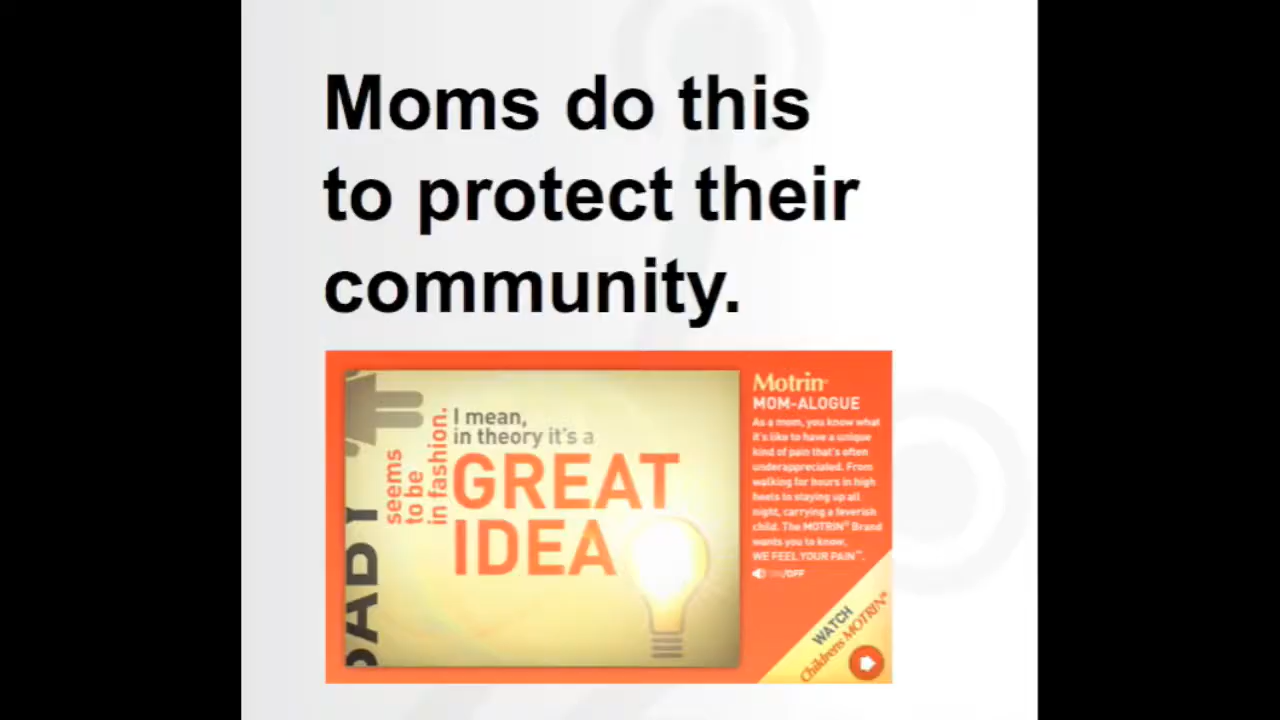 Moms do this
to protect their
community.
seems
to be
in fashion.
I mean,
in theory it's a
GREAT
IDEA
Motrin
MOM-ALOGUE
As a mom, you know what
it's like to have a unique
kind of pain that's often
underappreciated. From
walking for hours in high
heels to staying up all
night, carrying a feverish
child. The MOTRIN® Brand
wants you to know,
WE FEEL YOUR PAIN™.
ON/OFF
WATCH
Childrens MOTRIN®